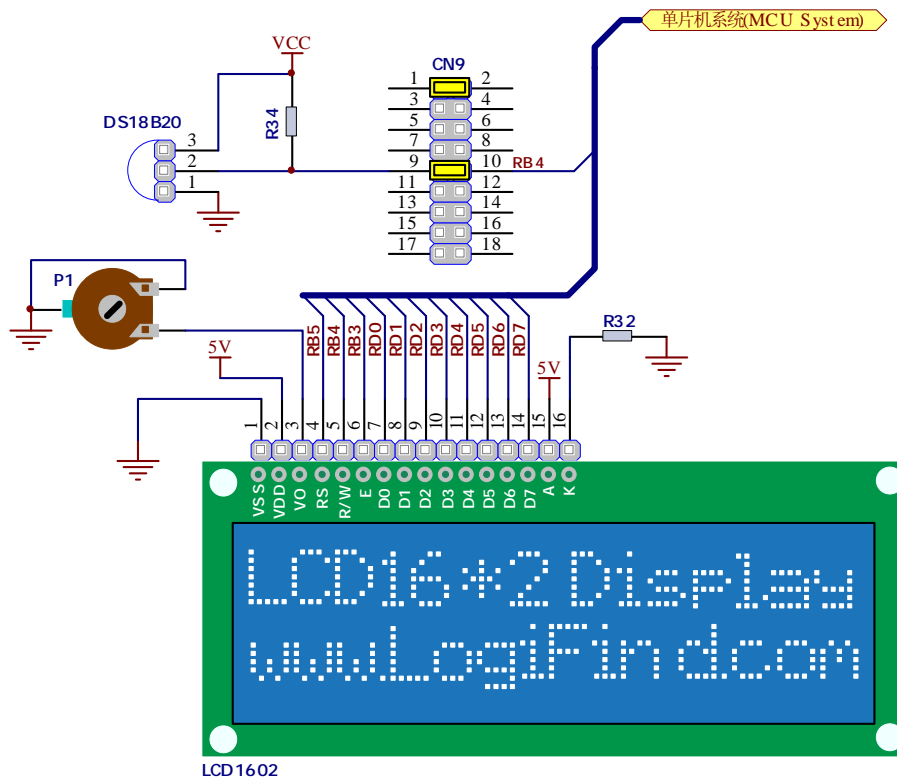 单片机系统(MCU System)
VCC
CN9
1 2
3 4
5 6
7 8
9 10 RB4
11 12
13 14
15 16
17 18
R34
DS18B20
3
2
1
P1
5V
RB5 RB4 RB3 RD0 RD1 RD2 RD3 RD4 RD5 RD6 RD7
R32
5V
1 2 3 4 5 6 7 8 9 10 11 12 13 14 15 16
VSS VDD VO RS R/W E D0 D1 D2 D3 D4 D5 D6 D7 A K
LCD16*2 Display
www.LogiFind.com
LCD1602